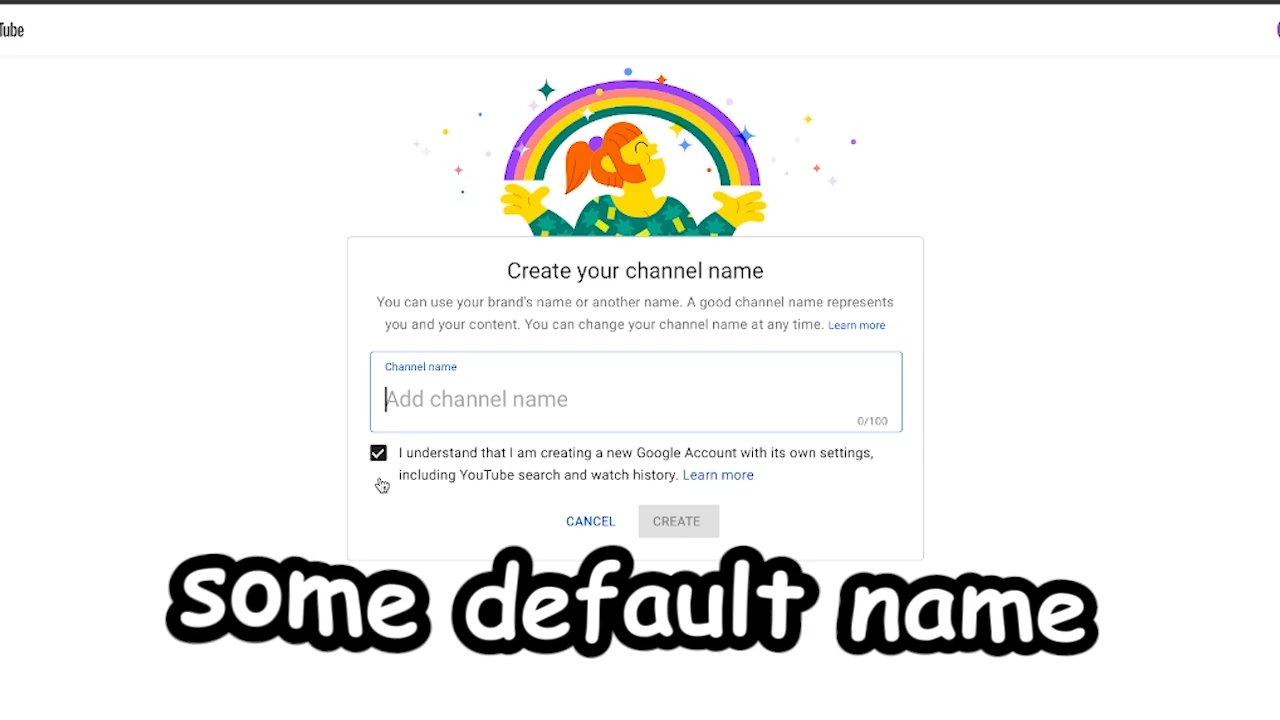 Tube
Create your channel name
You can use your brand's name or another name. A good channel name represents
you and your content. You can change your channel name at any time. Learn more
Channel name
Add channel name
0/100
I understand that I am creating a new Google Account with its own settings,
including YouTube search and watch history. Learn more
CANCEL CREATE
some default name